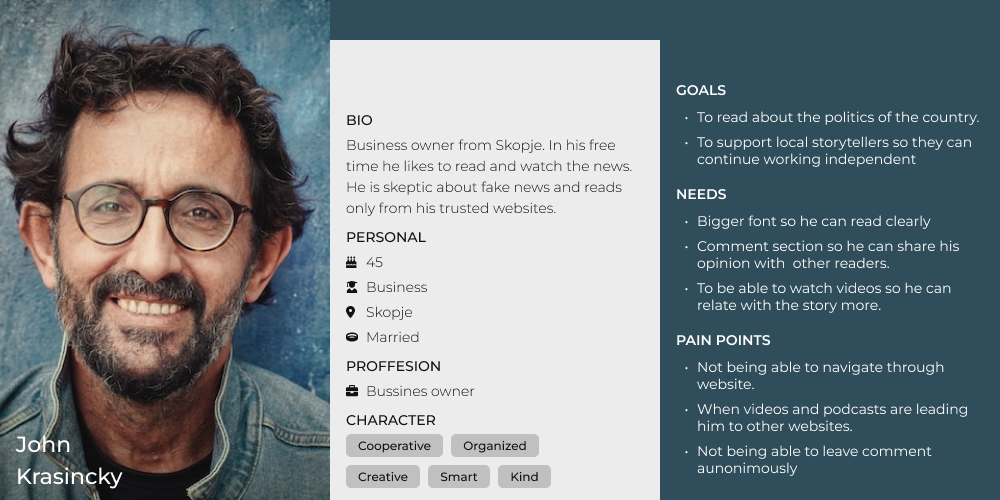 John
Krasincky
BIO
Business owner from Skopje. In his free
time he likes to read and watch the news.
He is skeptic about fake news and reads
only from his trusted websites.
PERSONAL
45
Business
Skopje
Married
PROFFESION
Bussines owner
CHARACTER
Cooperative Organized
Creative Smart Kind
GOALS
• To read about the politics of the country.
• To support local storytellers so they can
continue working independent
NEEDS
• Bigger font so he can read clearly
• Comment section so he can share his
opinion with  other readers.
• To be able to watch videos so he can
relate with the story more.
PAIN POINTS
• Not being able to navigate through
website.
• When videos and podcasts are leading
him to other websites.
• Not being able to leave comment
aunonimously